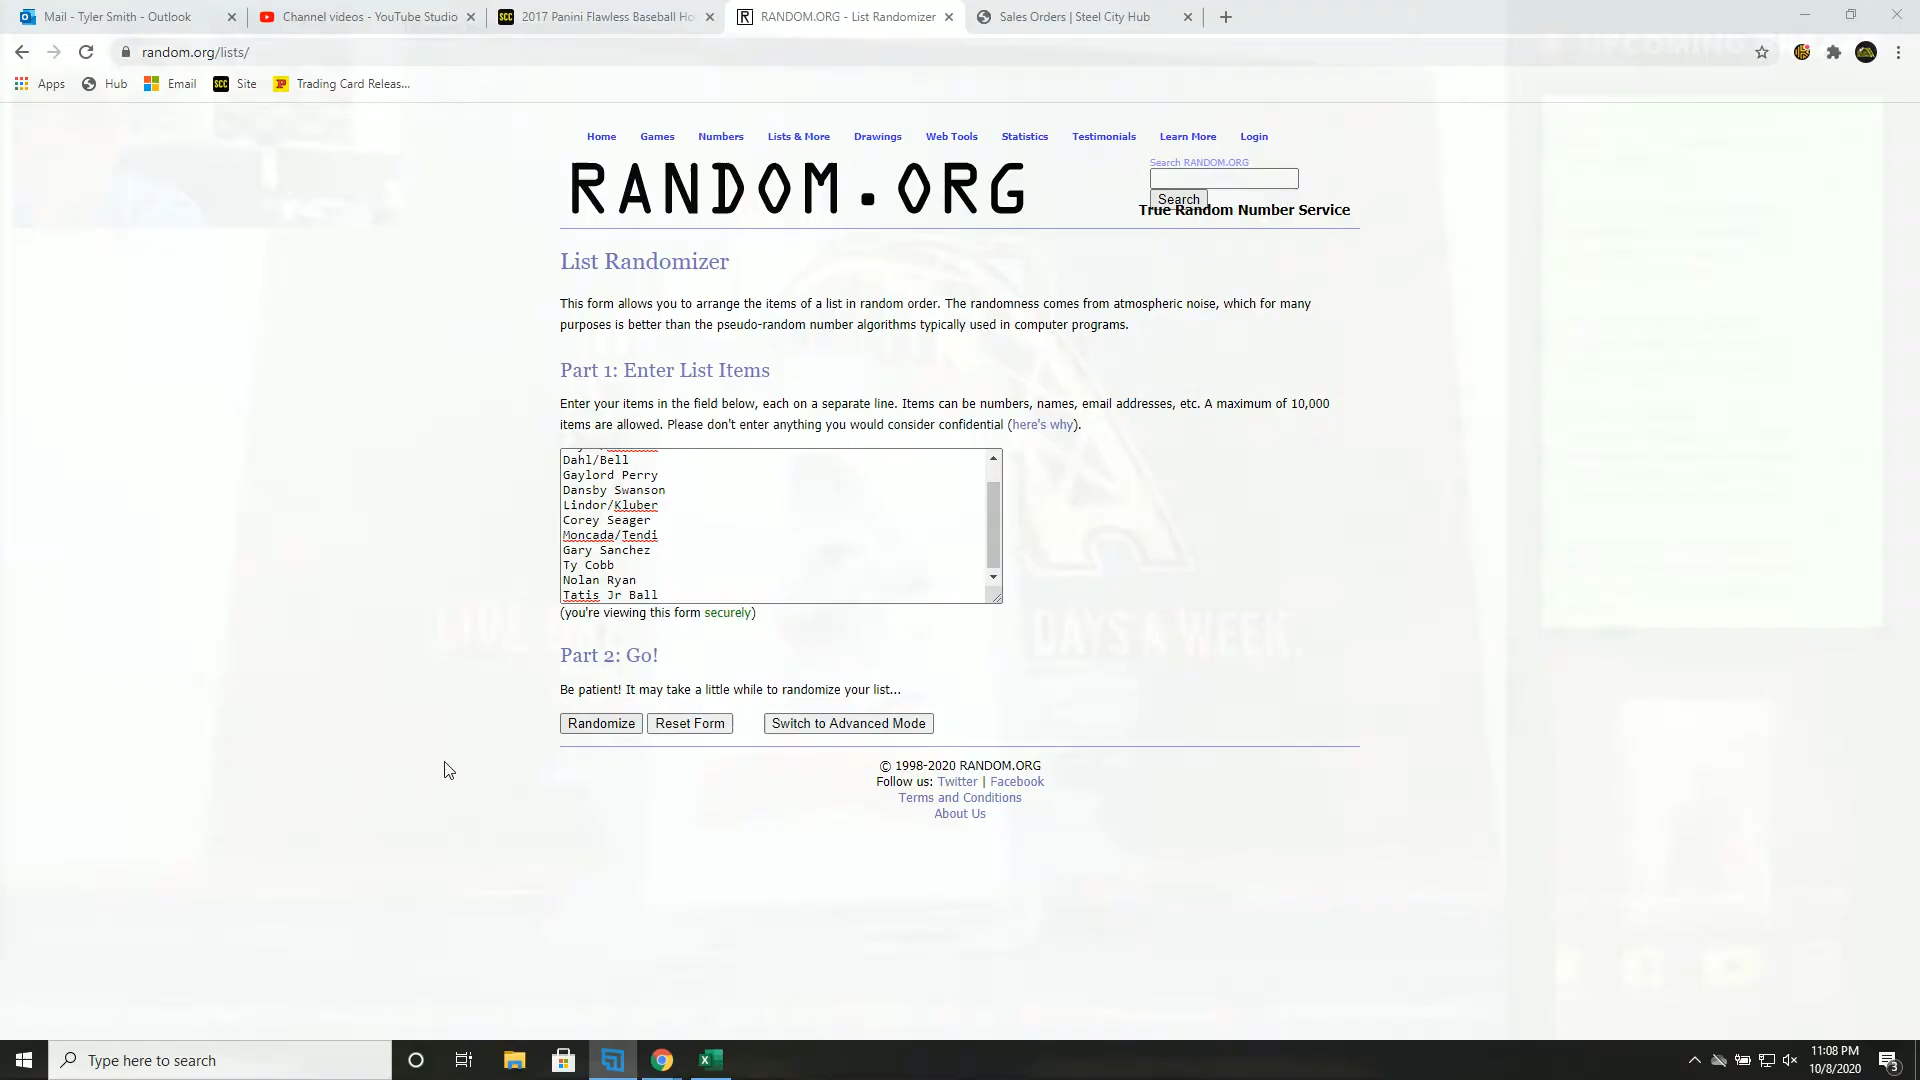 Mail - Tyler Smith - Outlook
Channel videos - YouTube Studio
SCC 2017 Panini Flawless Baseball Ho
R RANDOM.ORG - List Randomizer
Sales Orders | Steel City Hub
random.org/lists/
Apps Hub Email SCC Site Trading Card Releas...
Home Games Numbers Lists & More Drawings Web Tools Statistics Testimonials Learn More Login
RANDOM.ORG
Search RANDOM.ORG
Search
True Random Number Service
List Randomizer
This form allows you to arrange the items of a list in random order. The randomness comes from atmospheric noise, which for many
purposes is better than the pseudo-random number algorithms typically used in computer programs.
Part 1: Enter List Items
Enter your items in the field below, each on a separate line. Items can be numbers, names, email addresses, etc. A maximum of 10,000
items are allowed. Please don't enter anything you would consider confidential (here's why).
Dahl/Bell
Gaylord Perry
Dansby Swanson
Lindor/Kluber
Corey Seager
Moncada/Tendi
Gary Sanchez
Ty Cobb
Nolan Ryan
Tatis Jr Ball
(you're viewing this form securely)
LIVE
DAYS A WEEK.
Part 2: Go!
Be patient! It may take a little while to randomize your list...
Randomize Reset Form Switch to Advanced Mode
© 1998-2020 RANDOM.ORG
Follow us: Twitter | Facebook
Terms and Conditions
About Us
Type here to search
11:08 PM
10/8/2020
3